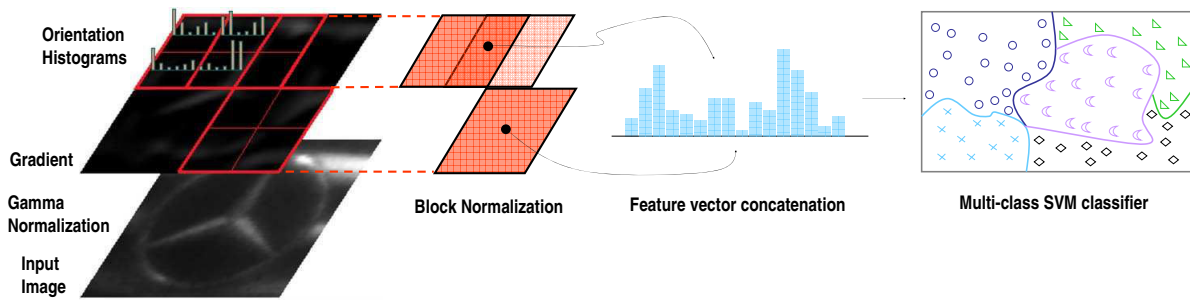 Orientation
Histograms
Gradient
Gamma
Normalization
Input
Image
Block Normalization
Feature vector concatenation
Multi-class SVM classifier